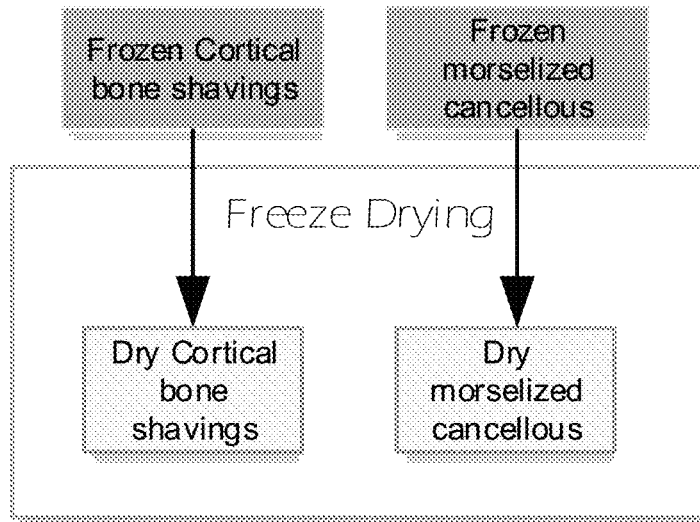 Frozen Cortical
bone shavings
Frozen
morselized
cancellous
Freeze Drying
Dry Cortical
bone
shavings
Dry
morselized
cancellous